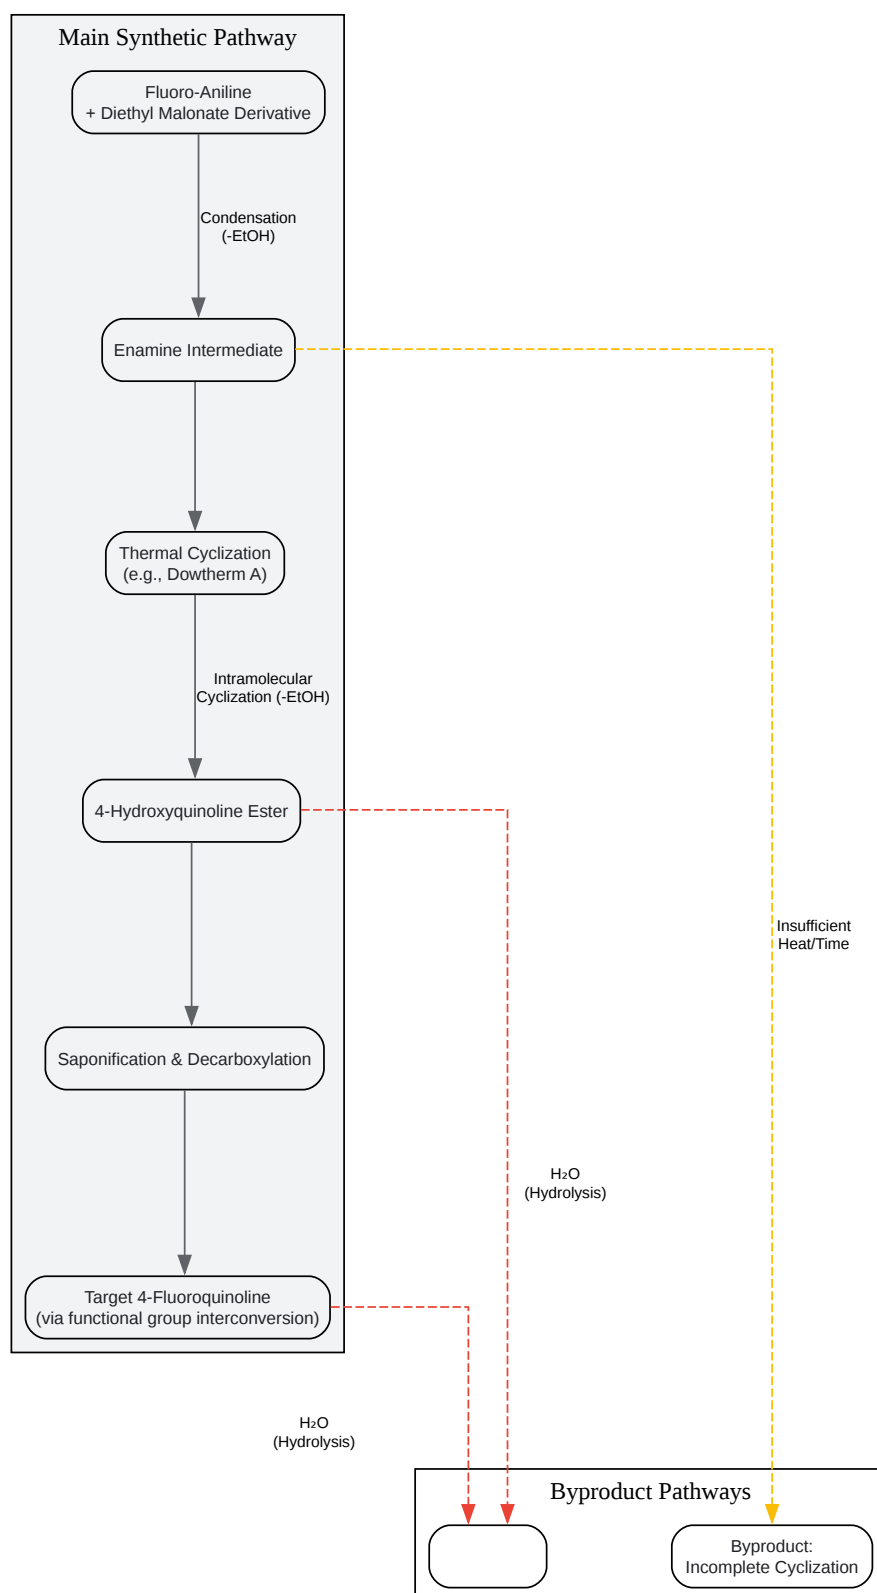 Main Synthetic Pathway
Fluoro-Aniline
+ Diethyl Malonate Derivative
Condensation
(-EtOH)
Enamine Intermediate
Thermal Cyclization
(e.g., Dowtherm A)
Intramolecular
Cyclization (-EtOH)
4-Hydroxyquinoline Ester
Insufficient
Heat/Time
Saponification & Decarboxylation
H₂O
(Hydrolysis)
Target 4-Fluoroquinoline
(via functional group interconversion)
H₂O
(Hydrolysis)
Byproduct Pathways
Byproduct:
Incomplete Cyclization